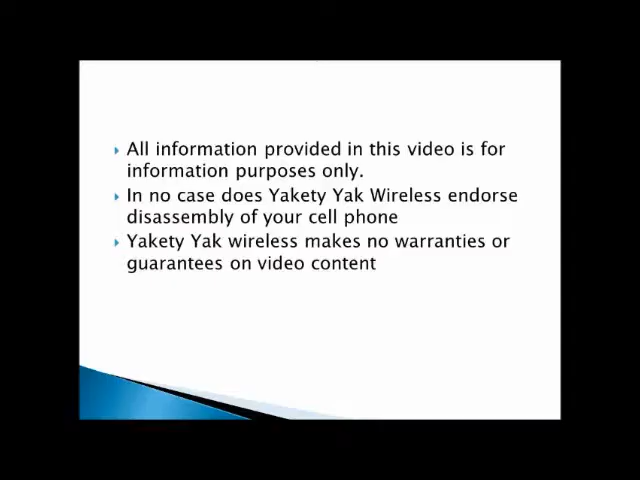 All information provided in this video is for
information purposes only.
In no case does Yakety Yak Wireless endorse
disassembly of your cell phone
Yakety Yak wireless makes no warranties or
guarantees on video content